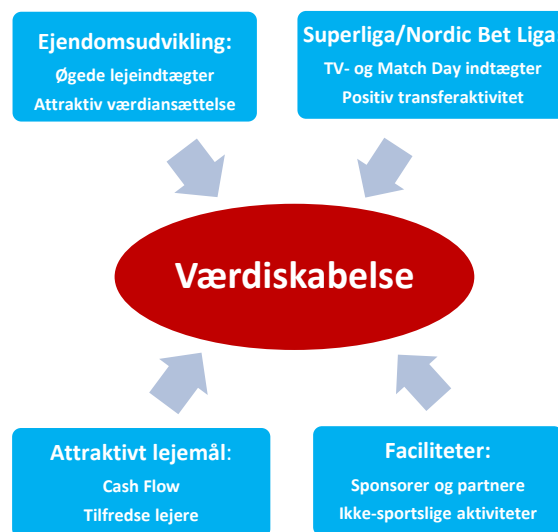 Ejendomsudvikling:
Øgede lejeindtægter
Attraktiv værdiansættelse
Superliga/Nordic Bet Liga:
TV- og Match Day indtægter
Positiv transferaktivitet
Værdiskabelse
Attraktivt lejemål:
Cash Flow
Tilfredse lejere
Faciliteter:
Sponsorer og partnere
Ikke-sportslige aktiviteter